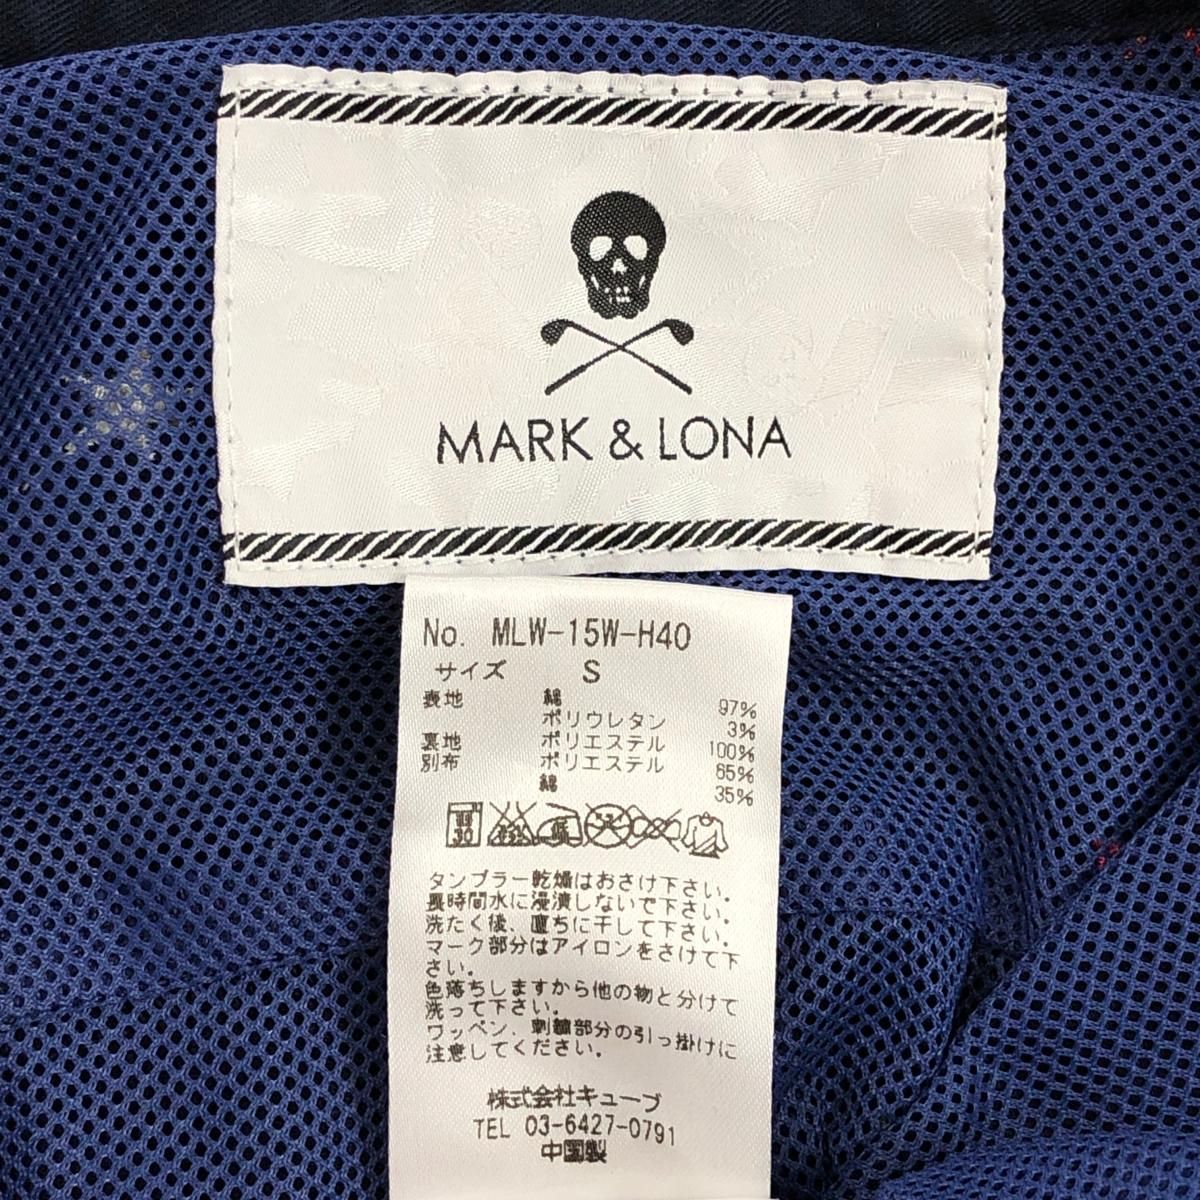 MARK & LONA
No. MLW-15W-H40
サイズ S
表地 綿 97%
ポリウレタン 3%
裏地 ポリエステル 100%
別布 ポリエステル 65%
綿 35%
タンブラー乾燥はおさけ下さい。
長時間水に浸漬しないで下さい。
洗たく後、直ちに干して下さい。
マーク部分はアイロンをさけて下
さい。
色落ちしますから他の物と分けて
洗って下さい。
ワッペン、刺繍部分の引っ掛けに
注意してください。
株式会社キューブ
TEL 03-6427-0791
中国製